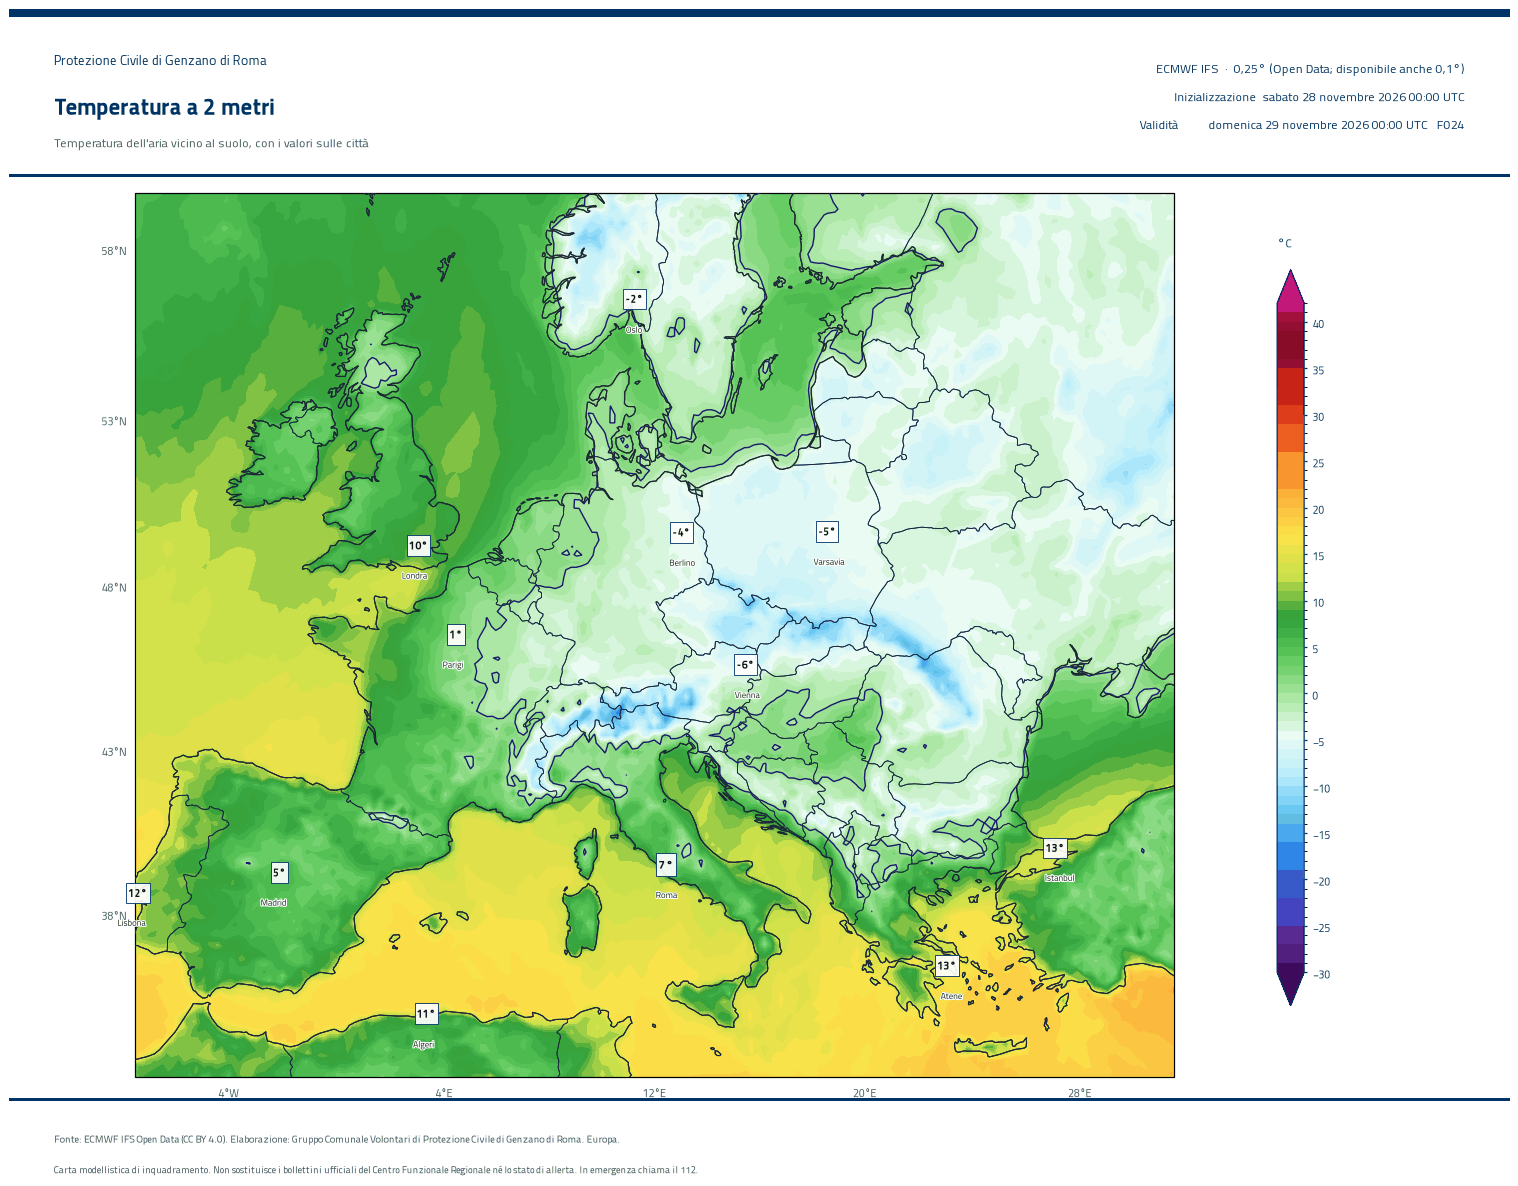 Protezione Civile di Genzano di Roma
Temperatura a 2 metri
Temperatura dell'aria vicino al suolo, con i valori sulle città
ECMWF IFS · 0,25° (Open Data; disponibile anche 0,1°)
Inizializzazione sabato 28 novembre 2026 00:00 UTC
Validità domenica 29 novembre 2026 00:00 UTC F024
58°N
53°N
48°N
43°N
38°N
-2°
Oslo
10°
Londra
-4°
Berlino
-5°
Varsavia
1°
Parigi
-6°
Vienna
5°
Madrid
12°
Lisbona
7°
Roma
13°
Istanbul
13°
Atene
11°
Algeri
4°W
4°E
12°E
20°E
28°E
°C
40
35
30
25
20
15
10
5
0
−5
−10
−15
−20
−25
−30
Fonte: ECMWF IFS Open Data (CC BY 4.0). Elaborazione: Gruppo Comunale Volontari di Protezione Civile di Genzano di Roma. Europa.
Carta modellistica di inquadramento. Non sostituisce i bollettini ufficiali del Centro Funzionale Regionale né lo stato di allerta. In emergenza chiama il 112.